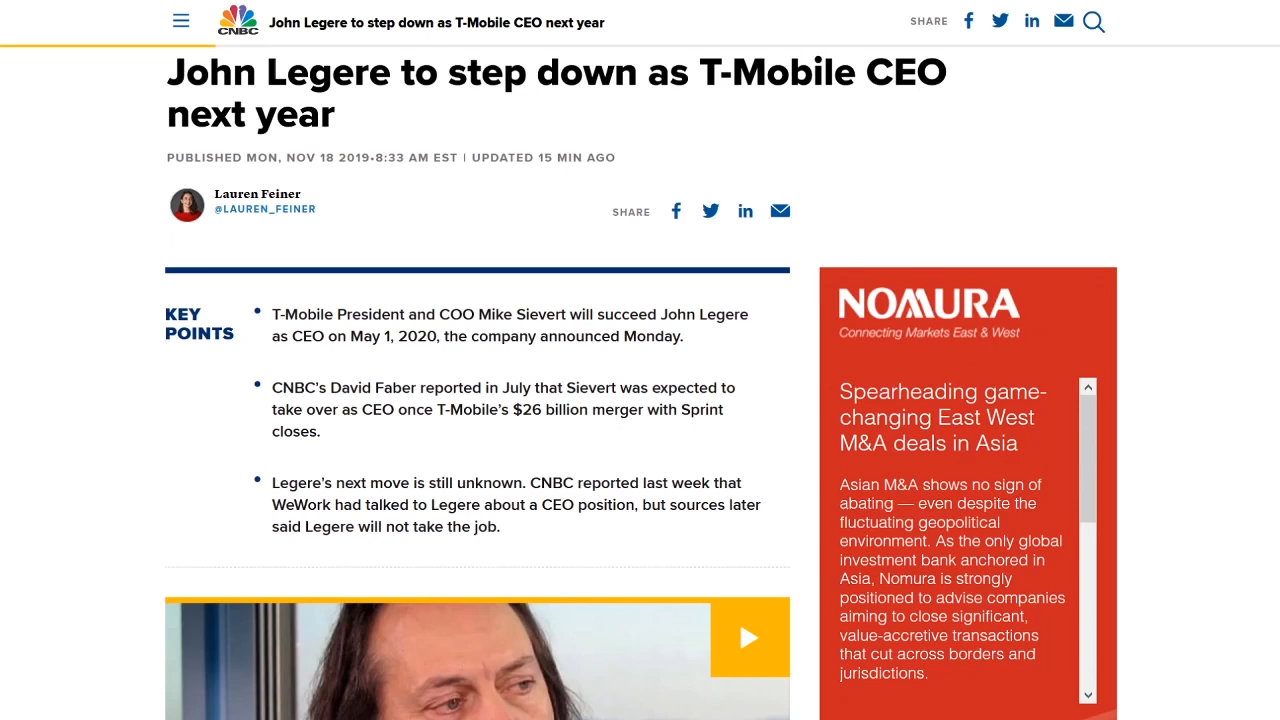 CNBC
John Legere to step down as T-Mobile CEO next year
SHARE
John Legere to step down as T-Mobile CEO
next year
PUBLISHED MON, NOV 18 2019•8:33 AM EST | UPDATED 15 MIN AGO
Lauren Feiner
@LAUREN_FEINER
SHARE
KEY
POINTS
• T-Mobile President and COO Mike Sievert will succeed John Legere
as CEO on May 1, 2020, the company announced Monday.
• CNBC’s David Faber reported in July that Sievert was expected to
take over as CEO once T-Mobile’s $26 billion merger with Sprint
closes.
• Legere’s next move is still unknown. CNBC reported last week that
WeWork had talked to Legere about a CEO position, but sources later
said Legere will not take the job.
NOMURA
Connecting Markets East & West
Spearheading game-
changing East West
M&A deals in Asia
Asian M&A shows no sign of
abating — even despite the
fluctuating geopolitical
environment. As the only global
investment bank anchored in
Asia, Nomura is strongly
positioned to advise companies
aiming to close significant,
value-accretive transactions
that cut across borders and
jurisdictions.